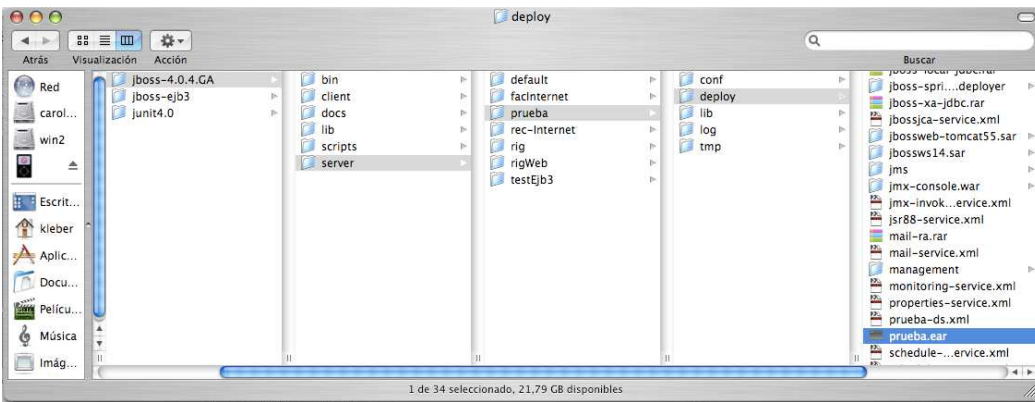 deploy
Atrás Visualización Acción Buscar
Red
carol...
win2
Escrit...
kleber
Aplic...
Docu...
Pelícu...
Música
Imág...
jboss-4.0.4.GA
jboss-ejb3
junit4.0
bin
client
docs
lib
scripts
server
default
facInternet
prueba
rec-Internet
rig
rigWeb
testEjb3
conf
deploy
lib
log
tmp
jboss-local-jdbc.rar
jboss-spri....deployer
jboss-xa-jdbc.rar
jbossjca-service.xml
jbossweb-tomcat55.sar
jbossws14.sar
jms
jmx-console.war
jmx-invok...ervice.xml
jsr88-service.xml
mail-ra.rar
mail-service.xml
management
monitoring-service.xml
properties-service.xml
prueba-ds.xml
prueba.ear
schedule-...ervice.xml
1 de 34 seleccionado, 21,79 GB disponibles